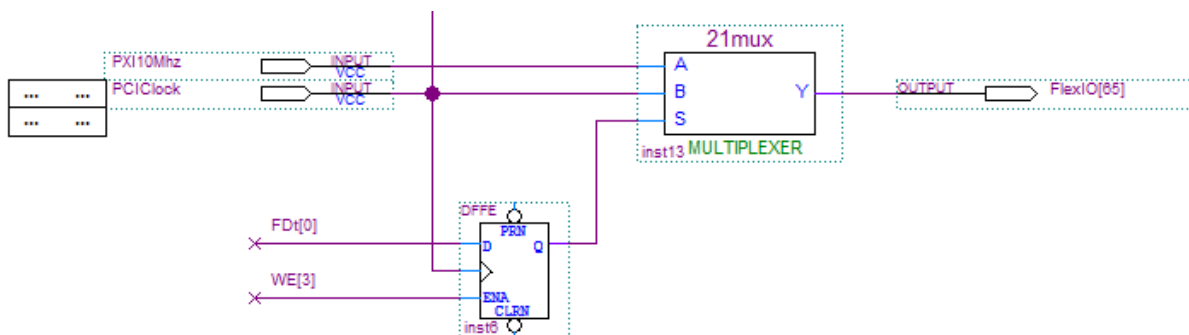 21mux
PXI10Mhz
INPUT
VCC
A
PCIClock
INPUT
VCC
B
Y
OUTPUT
FlexIO[65]
S
inst13
MULTIPLEXER
... ...
... ...
DFFE
PRN
FDt[0]
D
Q
WE[3]
ENA
CLRN
inst6